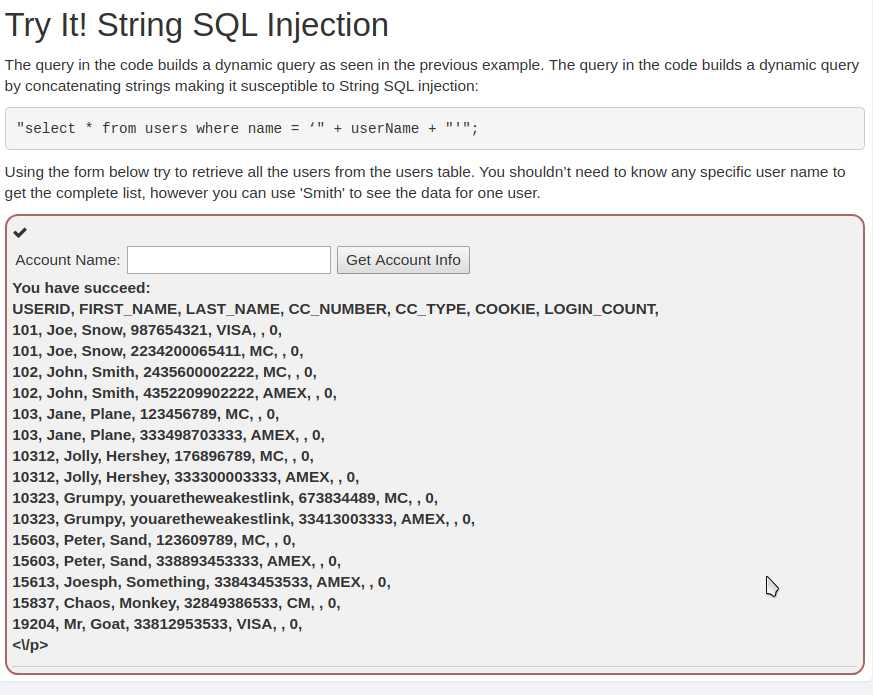 Try It! String SQL Injection
The query in the code builds a dynamic query as seen in the previous example. The query in the code builds a dynamic query
by concatenating strings making it susceptible to String SQL injection:
"select * from users where name = ‘" + userName + "'";
Using the form below try to retrieve all the users from the users table. You shouldn’t need to know any specific user name to
get the complete list, however you can use 'Smith' to see the data for one user.
Account Name: Get Account Info
You have succeed:
USERID, FIRST_NAME, LAST_NAME, CC_NUMBER, CC_TYPE, COOKIE, LOGIN_COUNT,
101, Joe, Snow, 987654321, VISA, , 0,
101, Joe, Snow, 2234200065411, MC, , 0,
102, John, Smith, 2435600002222, MC, , 0,
102, John, Smith, 4352209902222, AMEX, , 0,
103, Jane, Plane, 123456789, MC, , 0,
103, Jane, Plane, 333498703333, AMEX, , 0,
10312, Jolly, Hershey, 176896789, MC, , 0,
10312, Jolly, Hershey, 333300003333, AMEX, , 0,
10323, Grumpy, youaretheweakestlink, 673834489, MC, , 0,
10323, Grumpy, youaretheweakestlink, 33413003333, AMEX, , 0,
15603, Peter, Sand, 123609789, MC, , 0,
15603, Peter, Sand, 338893453333, AMEX, , 0,
15613, Joesph, Something, 33843453533, AMEX, , 0,
15837, Chaos, Monkey, 32849386533, CM, , 0,
19204, Mr, Goat, 33812953533, VISA, , 0,
<\/p>